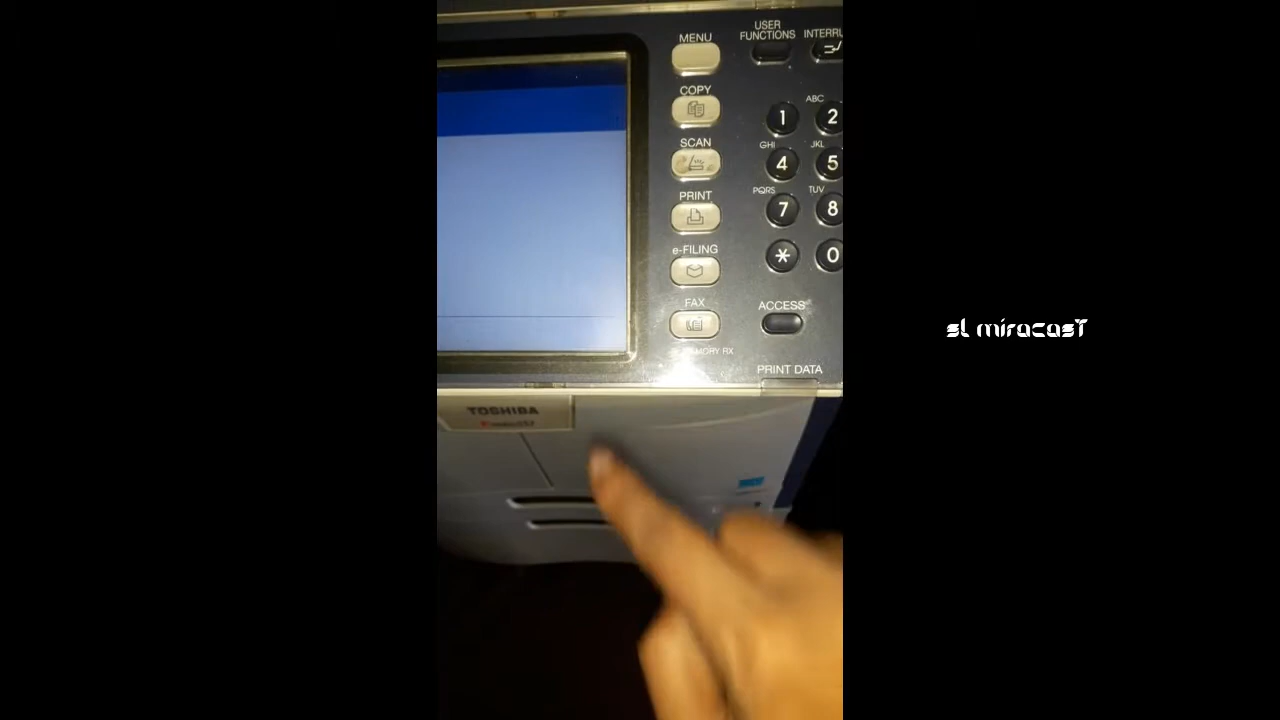 USER
FUNCTIONS
MENU
COPY
ABC
1 2
SCAN
GHI JKL
4 5
PRINT
PQRS TUV
7 8
e-FILING
* 0
FAX
ACCESS
PRINT DATA
TOSHIBA
sL miracasT